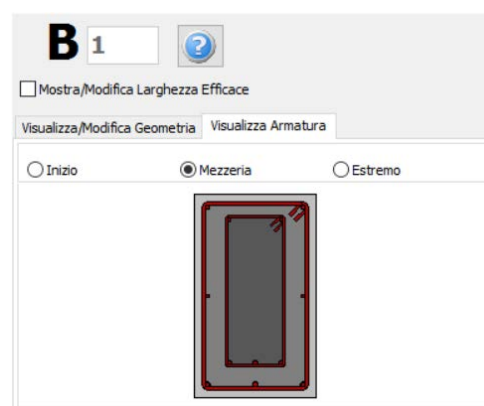 B 1
Mostra/Modifica Larghezza Efficace
Visualizza/Modifica Geometria Visualizza Armatura
Inizio Mezzeria Estremo